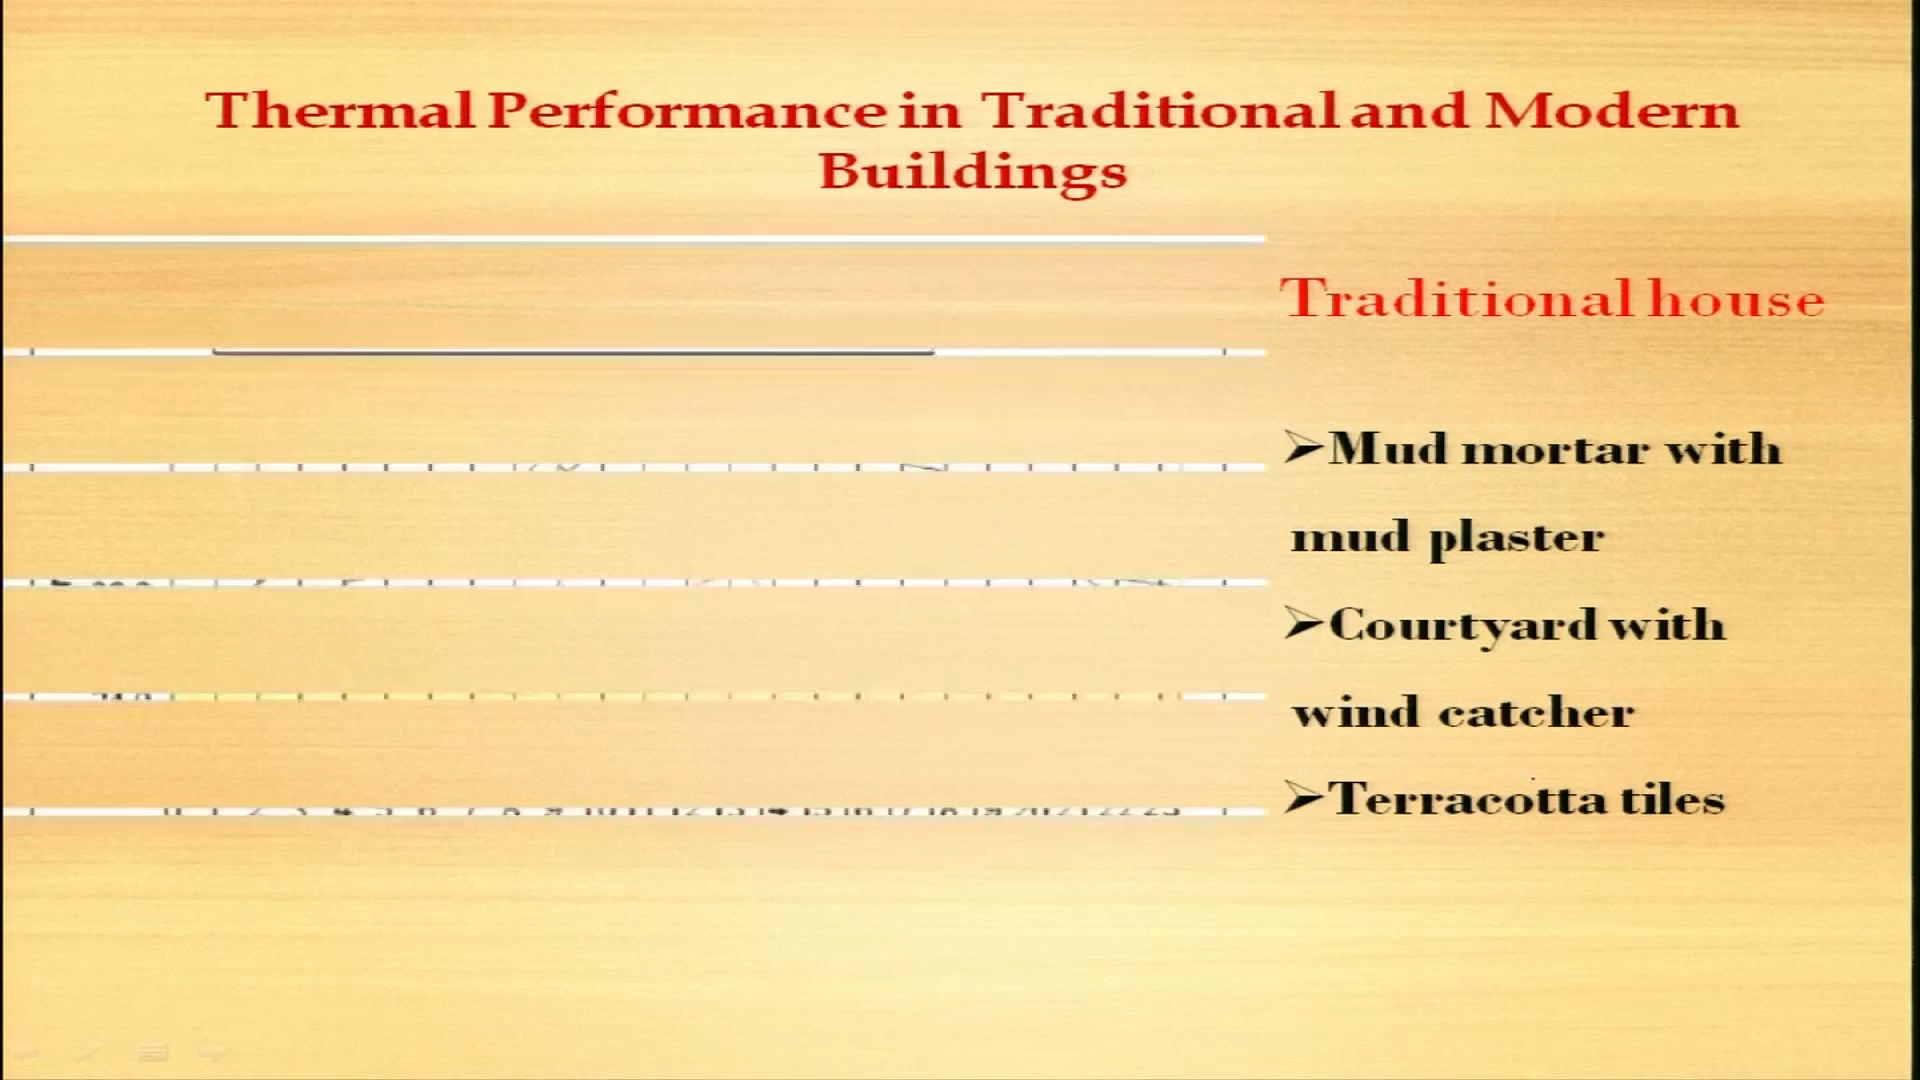 Thermal Performance in Traditional and Modern
Buildings
Traditional house
➢Mud mortar with
mud plaster
➢Courtyard with
wind catcher
➢Terracotta tiles